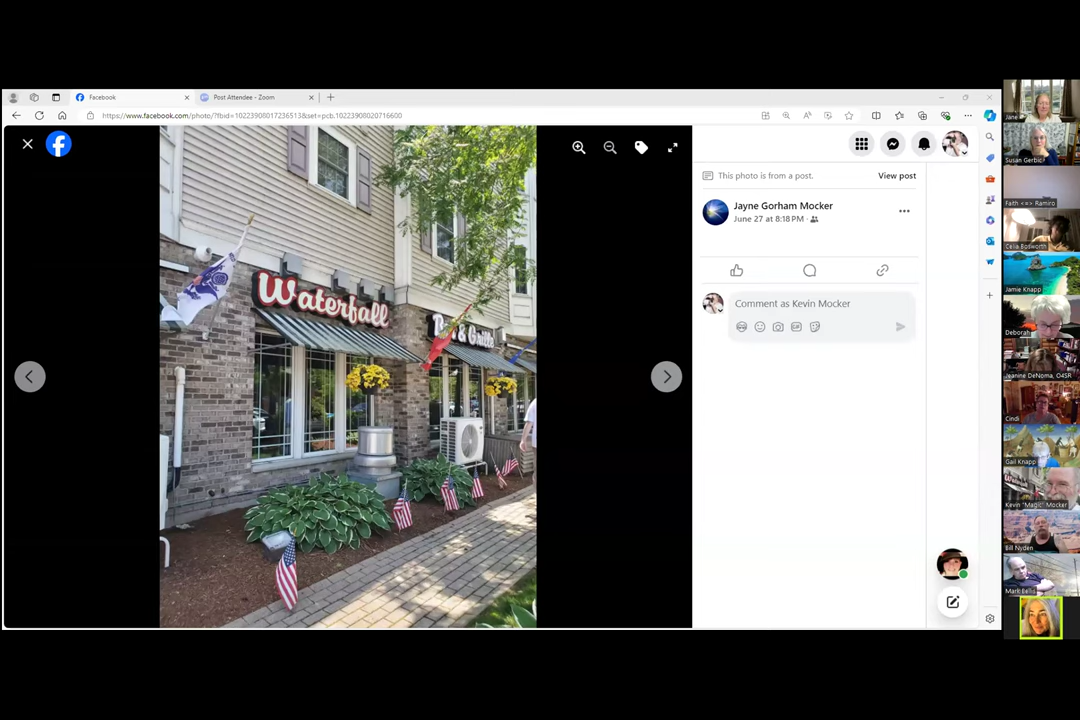 Facebook
Post Attendee - Zoom
https://www.facebook.com/photo/?fbid=10223908017236513&set=pcb.10223908020716600
This photo is from a post.
View post
Jayne Gorham Mocker
June 27 at 8:18 PM
Comment as Kevin Mocker
GIF
Waterfall
Bar & Grille
Jane
Susan Gerbic
Faith <=> Ramiro
Celia Bosworth
Jamie Knapp
Deborah
Jeanine DeNoma, O4SR
Cindi
Gail Knapp
Kevin "Magic" Mocker
Bill Nyden
Mark Eellis